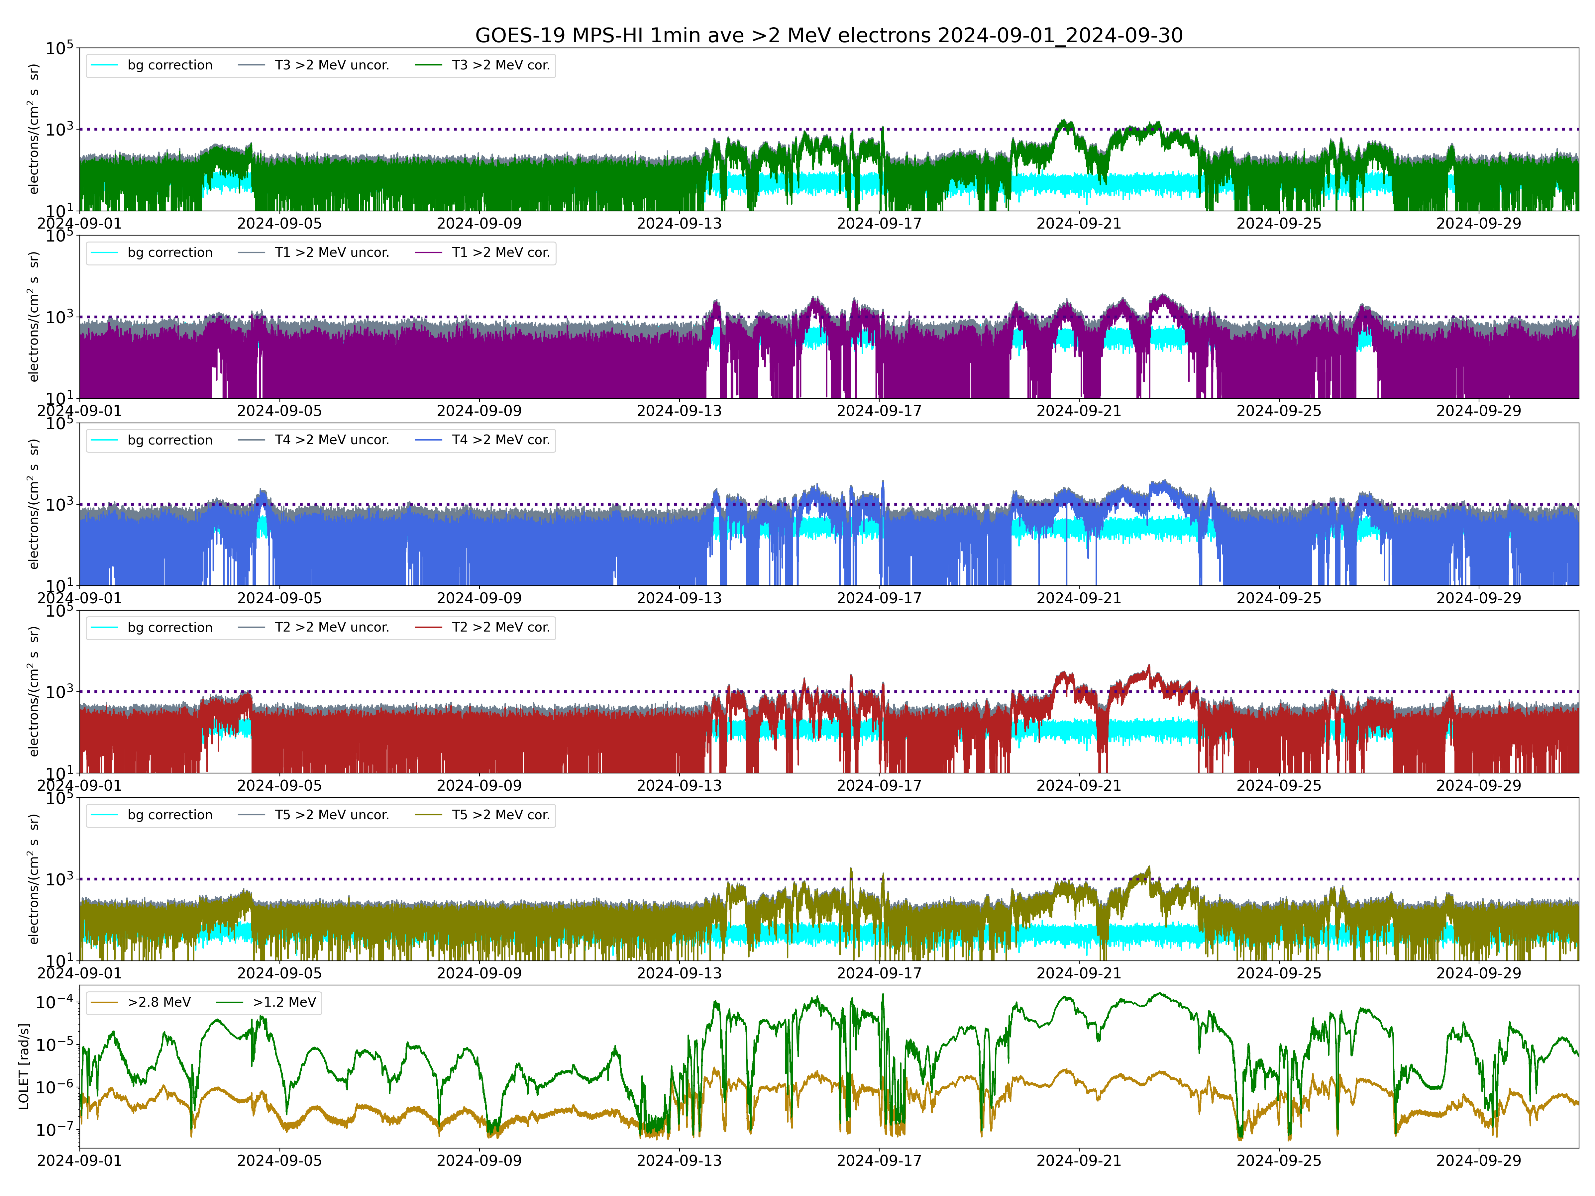 GOES-19 MPS-HI 1min ave >2 MeV electrons 2024-09-01_2024-09-30
10^5
bg correction T3 >2 MeV uncor. T3 >2 MeV cor.
electrons/(cm^2 s sr)
10^3
10^1
2024-09-01 2024-09-05 2024-09-09 2024-09-13 2024-09-17 2024-09-21 2024-09-25 2024-09-29
10^5
bg correction T1 >2 MeV uncor. T1 >2 MeV cor.
electrons/(cm^2 s sr)
10^3
10^1
2024-09-01 2024-09-05 2024-09-09 2024-09-13 2024-09-17 2024-09-21 2024-09-25 2024-09-29
10^5
bg correction T4 >2 MeV uncor. T4 >2 MeV cor.
electrons/(cm^2 s sr)
10^3
10^1
2024-09-01 2024-09-05 2024-09-09 2024-09-13 2024-09-17 2024-09-21 2024-09-25 2024-09-29
10^5
bg correction T2 >2 MeV uncor. T2 >2 MeV cor.
electrons/(cm^2 s sr)
10^3
10^1
2024-09-01 2024-09-05 2024-09-09 2024-09-13 2024-09-17 2024-09-21 2024-09-25 2024-09-29
10^5
bg correction T5 >2 MeV uncor. T5 >2 MeV cor.
electrons/(cm^2 s sr)
10^3
10^1
2024-09-01 2024-09-05 2024-09-09 2024-09-13 2024-09-17 2024-09-21 2024-09-25 2024-09-29
>2.8 MeV >1.2 MeV
LOLET [rad/s]
10^−4
10^−5
10^−6
10^−7
2024-09-01 2024-09-05 2024-09-09 2024-09-13 2024-09-17 2024-09-21 2024-09-25 2024-09-29